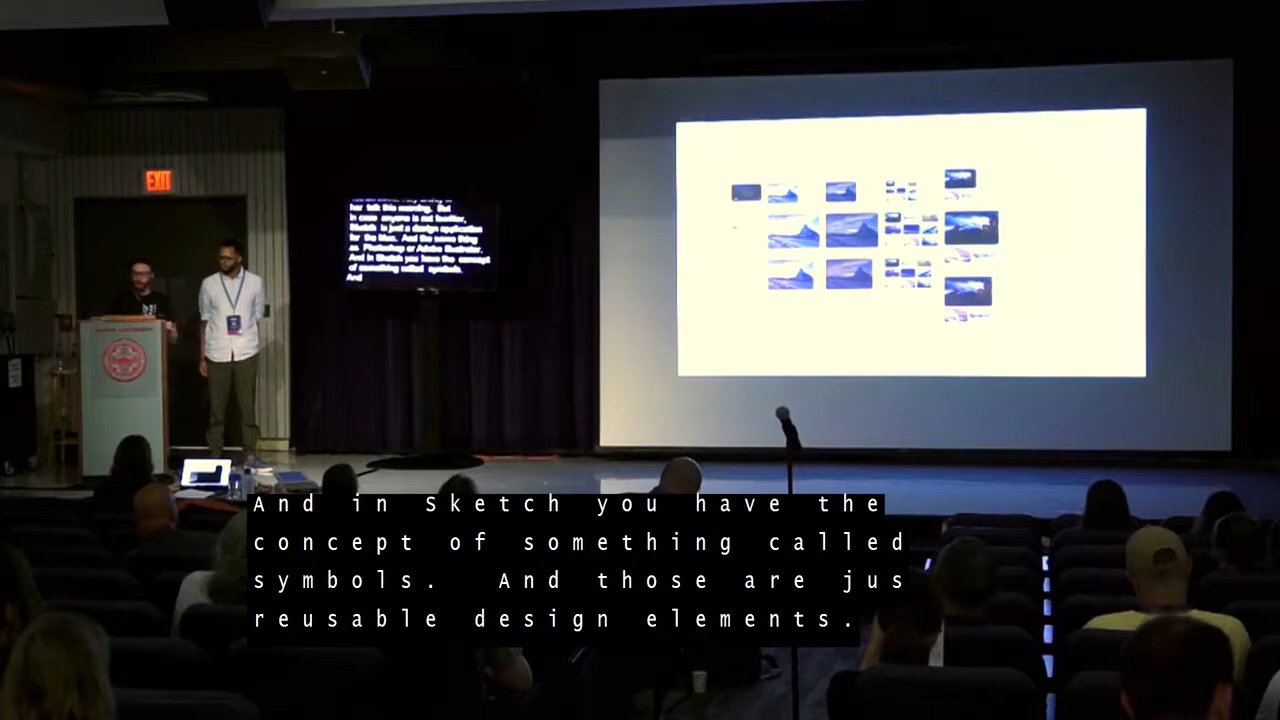 EXIT
her talk this morning. But
in case anyone is not familiar,
Sketch is just a design application
for the Mac. And the same thing
as Photoshop or Adobe Illustrator.
And in Sketch you have the concept
of something called symbols.
And
And in Sketch you have the
concept of something called
symbols. And those are jus
reusable design elements.